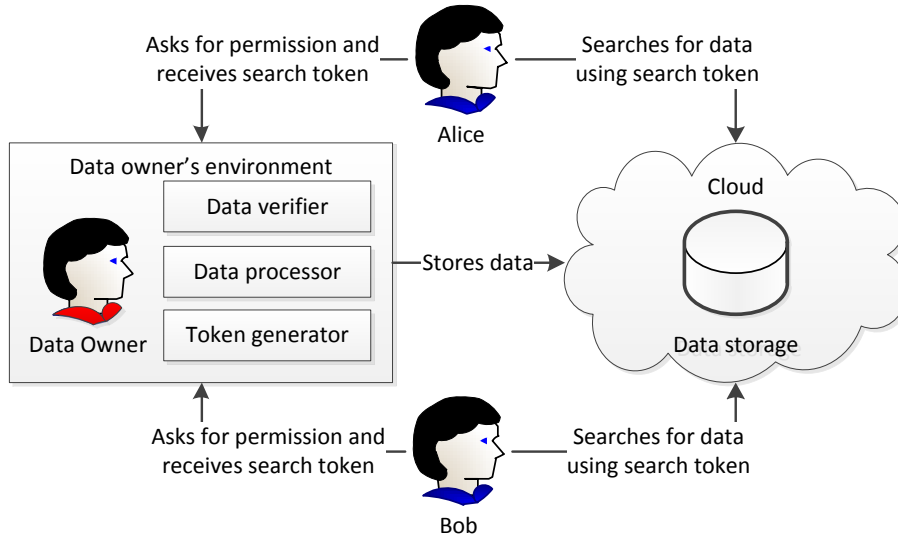 Asks for permission and
receives search token
Searches for data
using search token
Alice
Data owner's environment
Data verifier
Data processor
Token generator
Data Owner
Stores data
Cloud
Data storage
Asks for permission and
receives search token
Searches for data
using search token
Bob